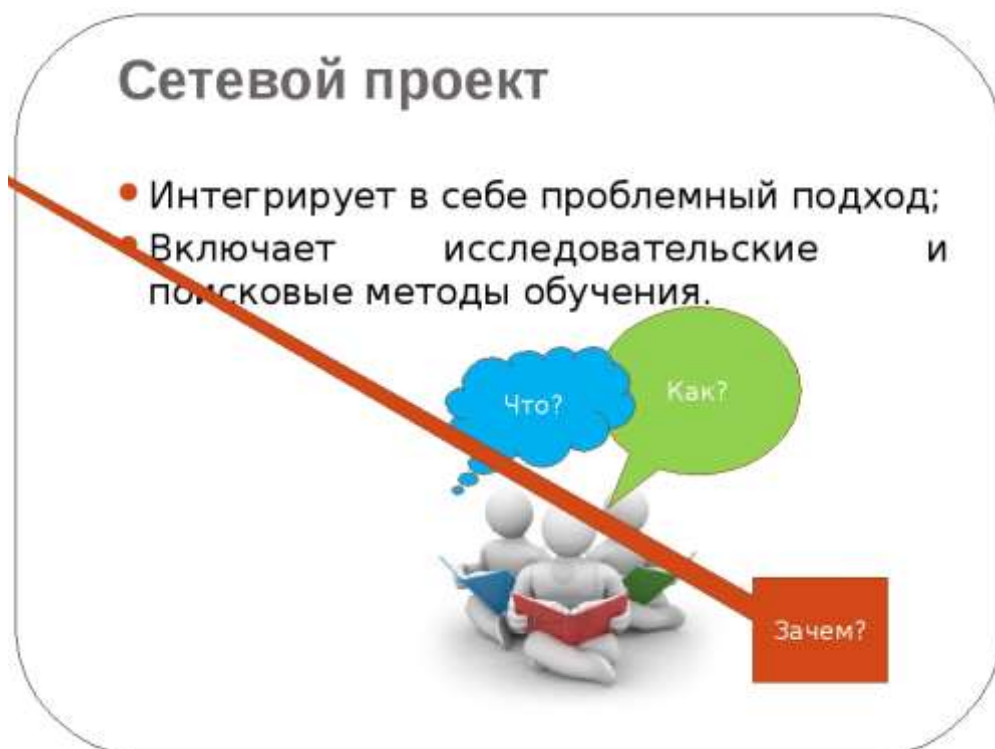 Сетевой проект
Интегрирует в себе проблемный подход;
Включает исследовательские и
поисковые методы обучения.
Что?
Как?
Зачем?